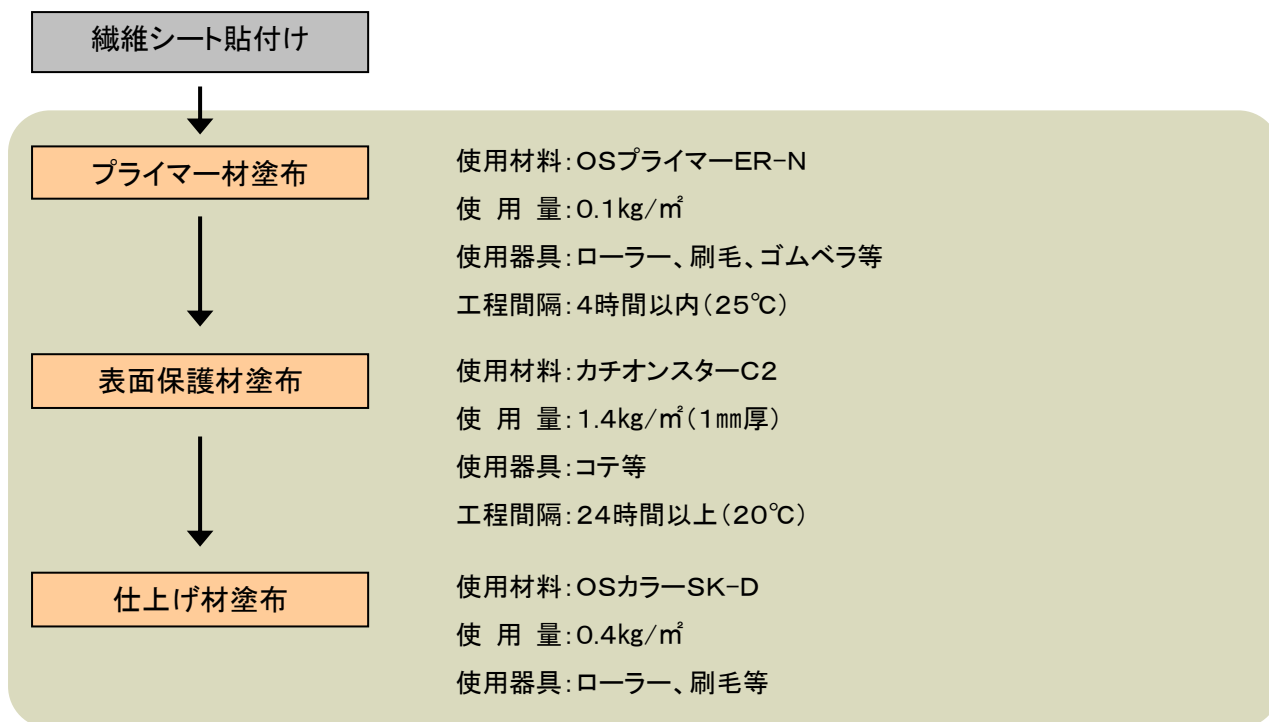 繊維シート貼付け
プライマー材塗布
使用材料：OSプライマーER-N
使 用 量：0.1㎏/㎡
使用器具：ローラー、刷毛、ゴムベラ等
工程間隔：4時間以内（25℃）
表面保護材塗布
使用材料：カチオンスターC2
使 用 量：1.4㎏/㎡（1㎜厚）
使用器具：コテ等
工程間隔：24時間以上（20℃）
仕上げ材塗布
使用材料：OSカラーSK-D
使 用 量：0.4㎏/㎡
使用器具：ローラー、刷毛等